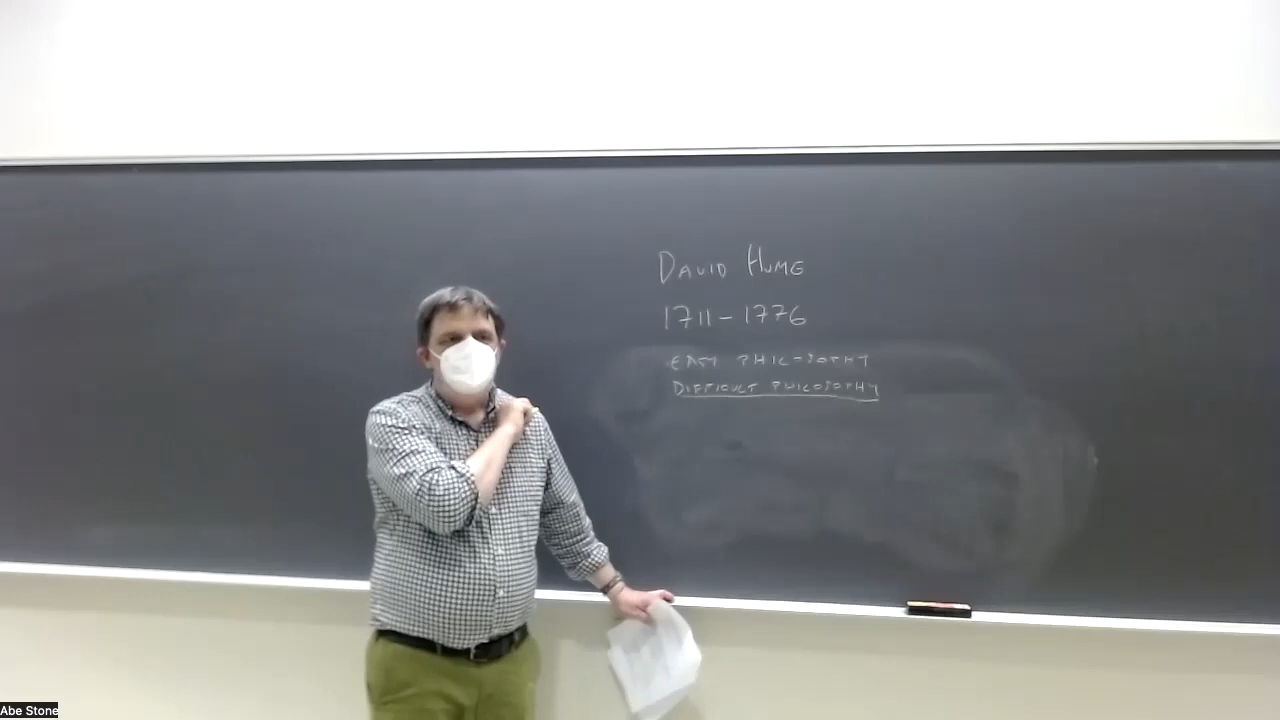 DAVID HUME
1711-1776
EASY PHILOSOPHY
DIFFICULT PHILOSOPHY
Abe Stone